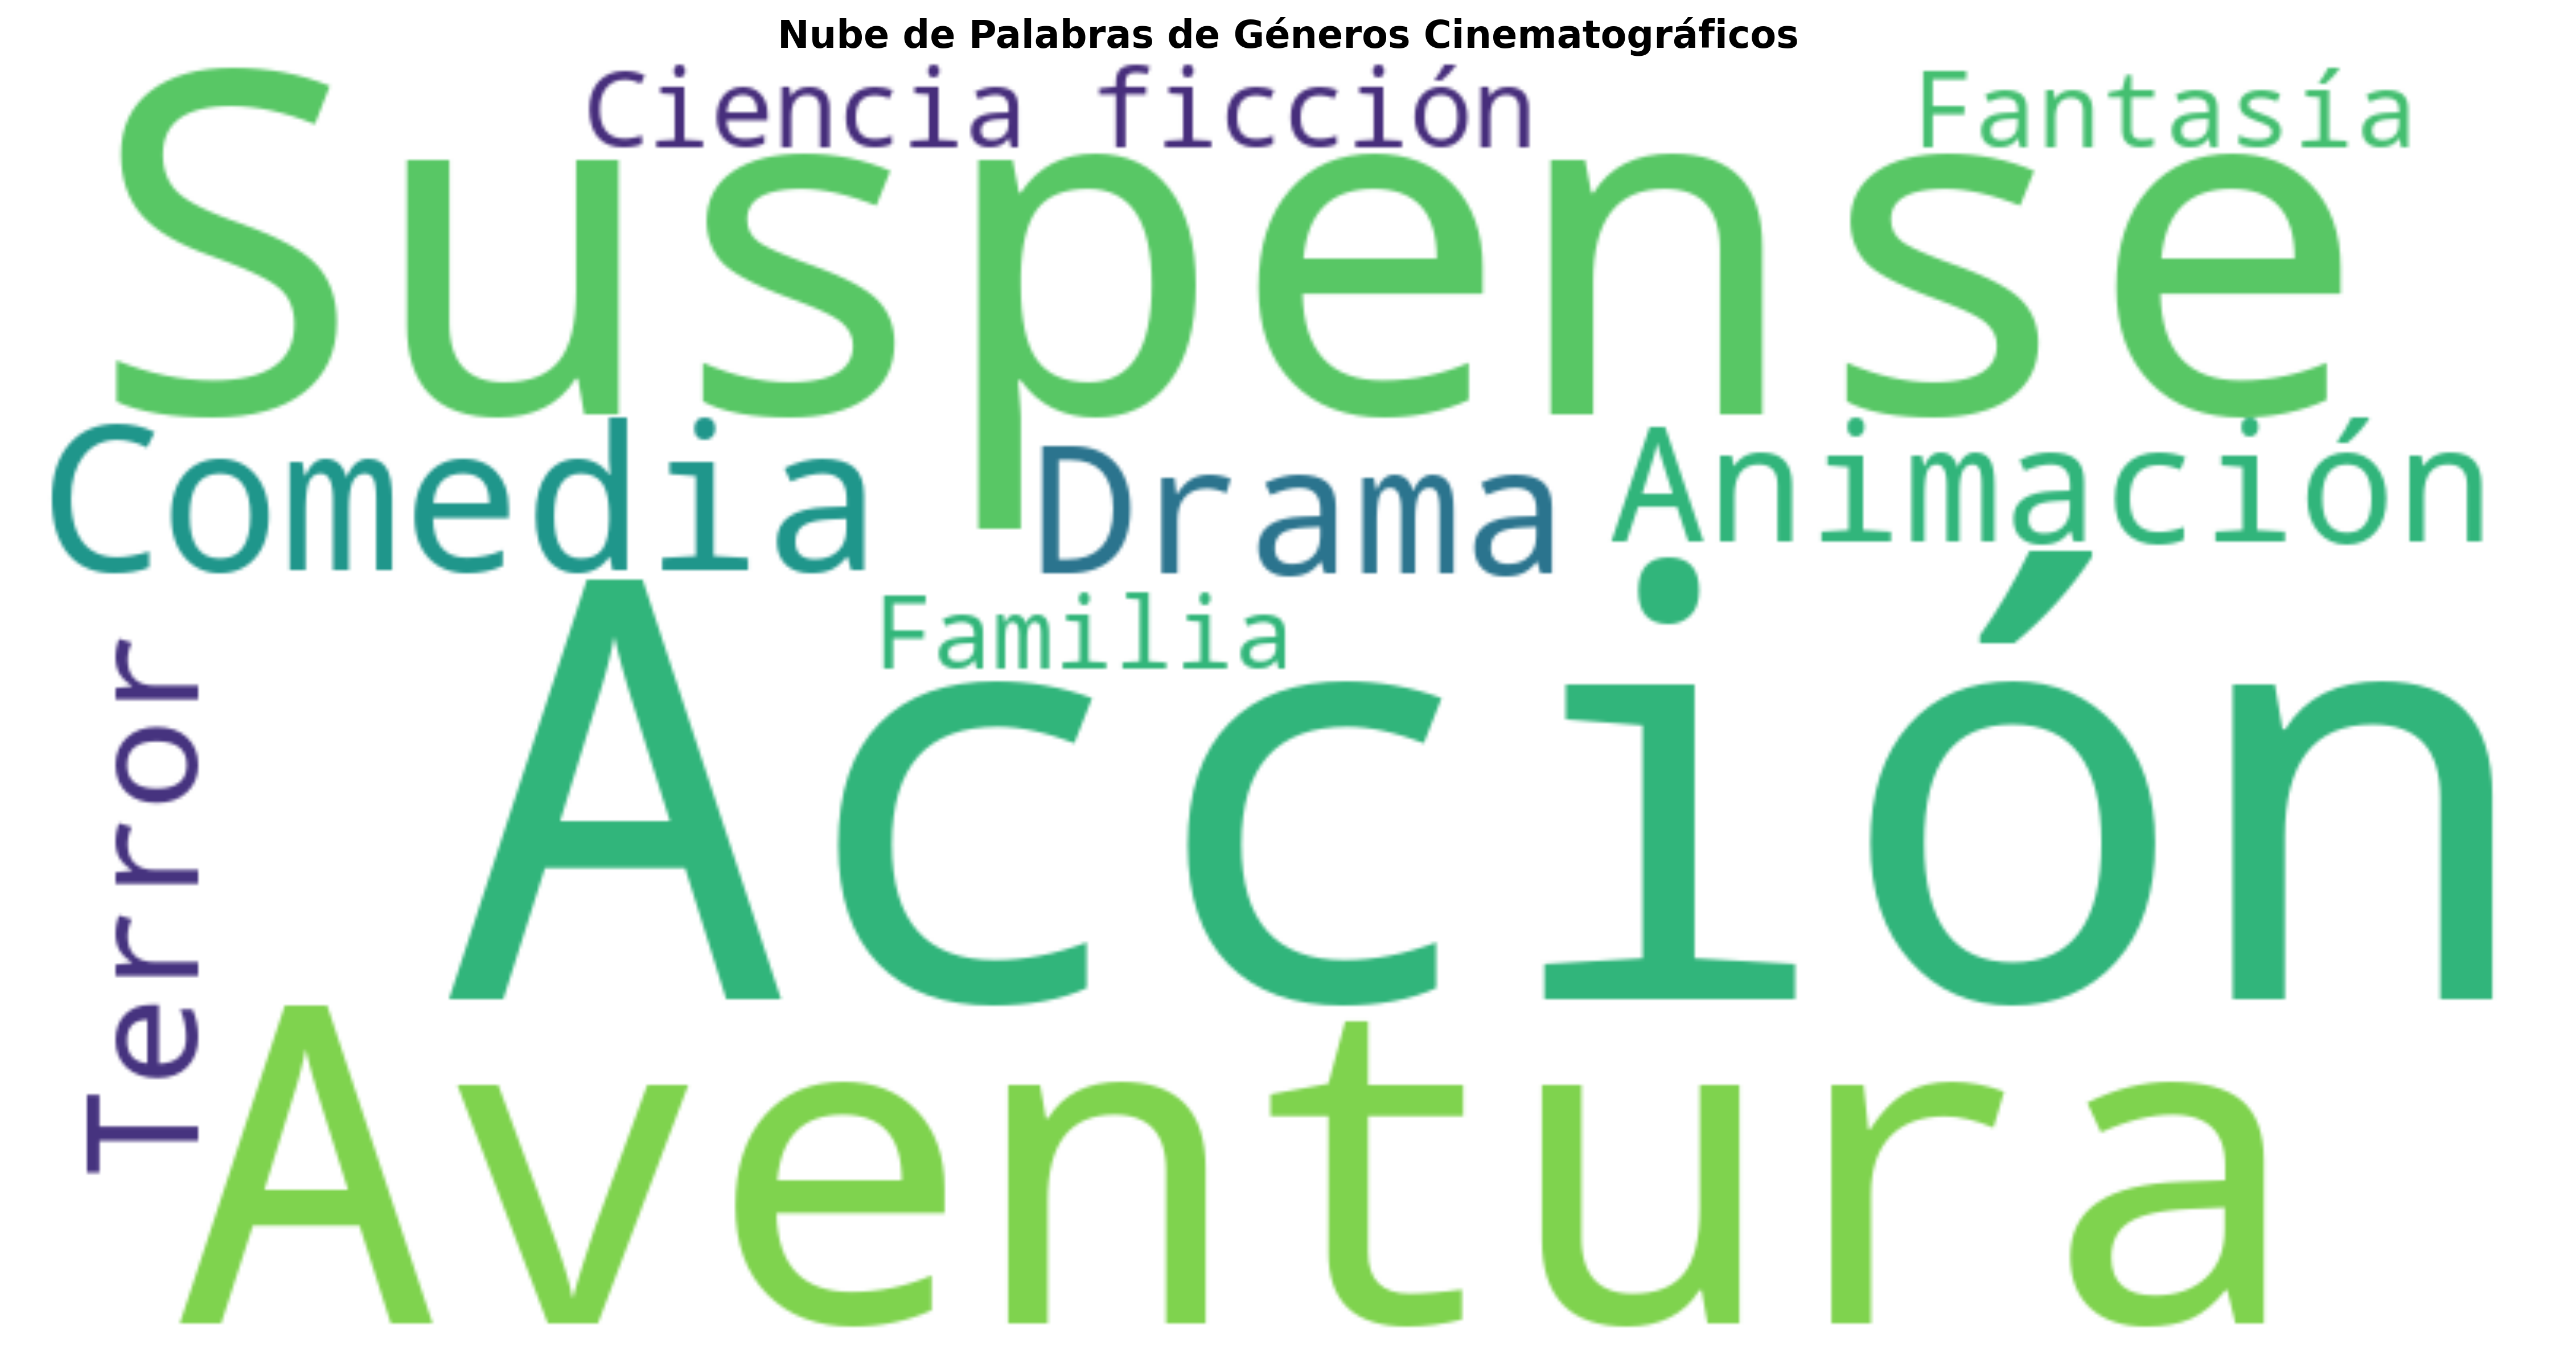 Nube de Palabras de Géneros Cinematográficos
Ciencia ficción
Fantasía
Suspense
Comedia
Drama
Animación
Familia
Terror
Acción
Aventura